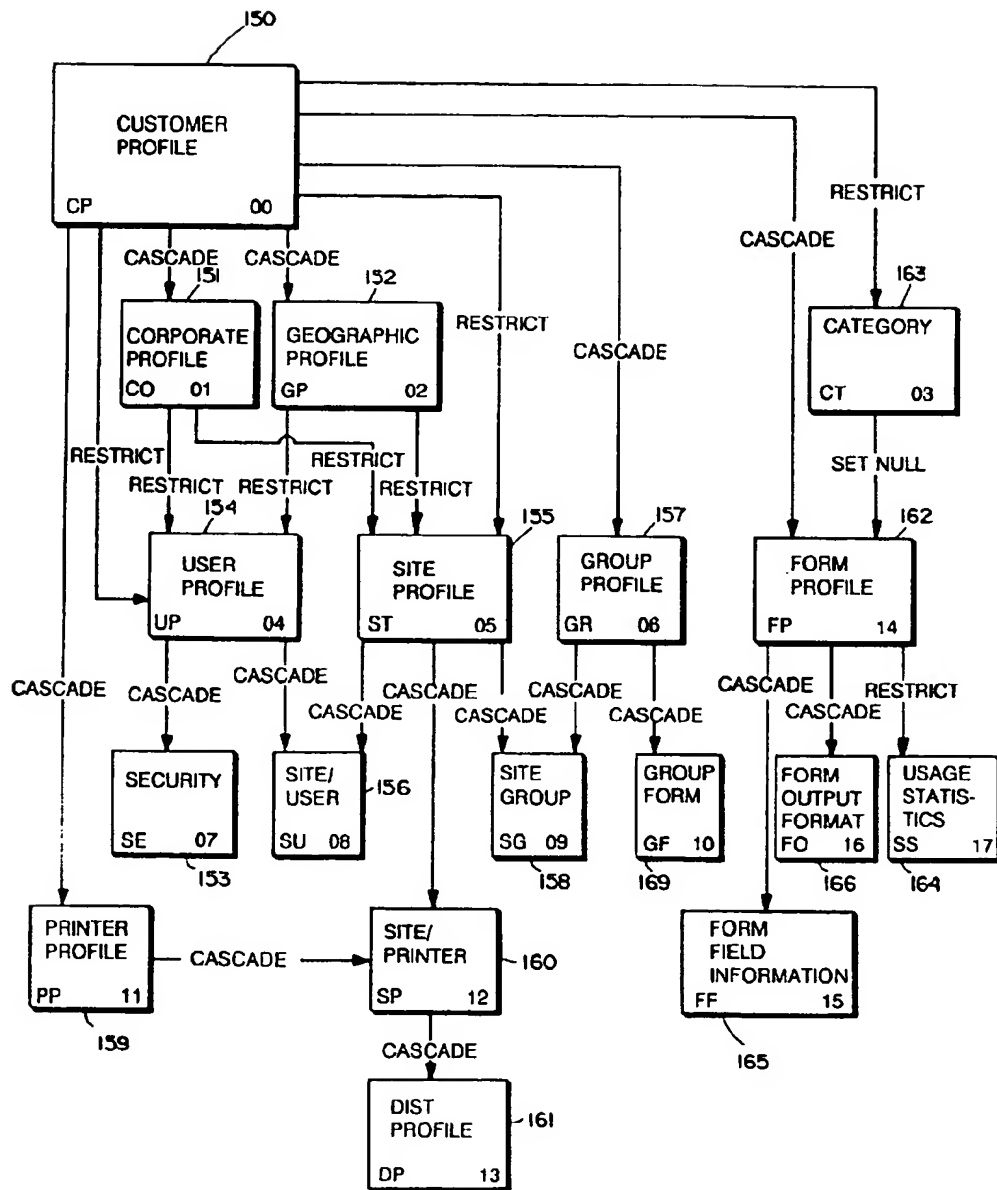 150
CUSTOMER
PROFILE
CP 00
CASCADE
CASCADE
RESTRICT
CASCADE
151
152
163
CORPORATE
PROFILE
CO 01
GEOGRAPHIC
PROFILE
GP 02
RESTRICT
CASCADE
CATEGORY
CT 03
RESTRICT
RESTRICT
RESTRICT
RESTRICT
RESTRICT
SET NULL
154
155
157
162
USER
PROFILE
UP 04
SITE
PROFILE
ST 05
GROUP
PROFILE
GR 06
FORM
PROFILE
FP 14
CASCADE
CASCADE
CASCADE
CASCADE
CASCADE
CASCADE
CASCADE
CASCADE
CASCADE
CASCADE
RESTRICT
SECURITY
SE 07
153
SITE/
USER
SU 08
156
SITE
GROUP
SG 09
158
GROUP
FORM
GF 10
169
FORM
OUTPUT
FORMAT
FO 16
166
USAGE
STATIS-
TICS
SS 17
164
PRINTER
PROFILE
PP 11
159
CASCADE
SITE/
PRINTER
SP 12
160
FORM
FIELD
INFORMATION
FF 15
165
CASCADE
DIST
PROFILE
DP 13
161